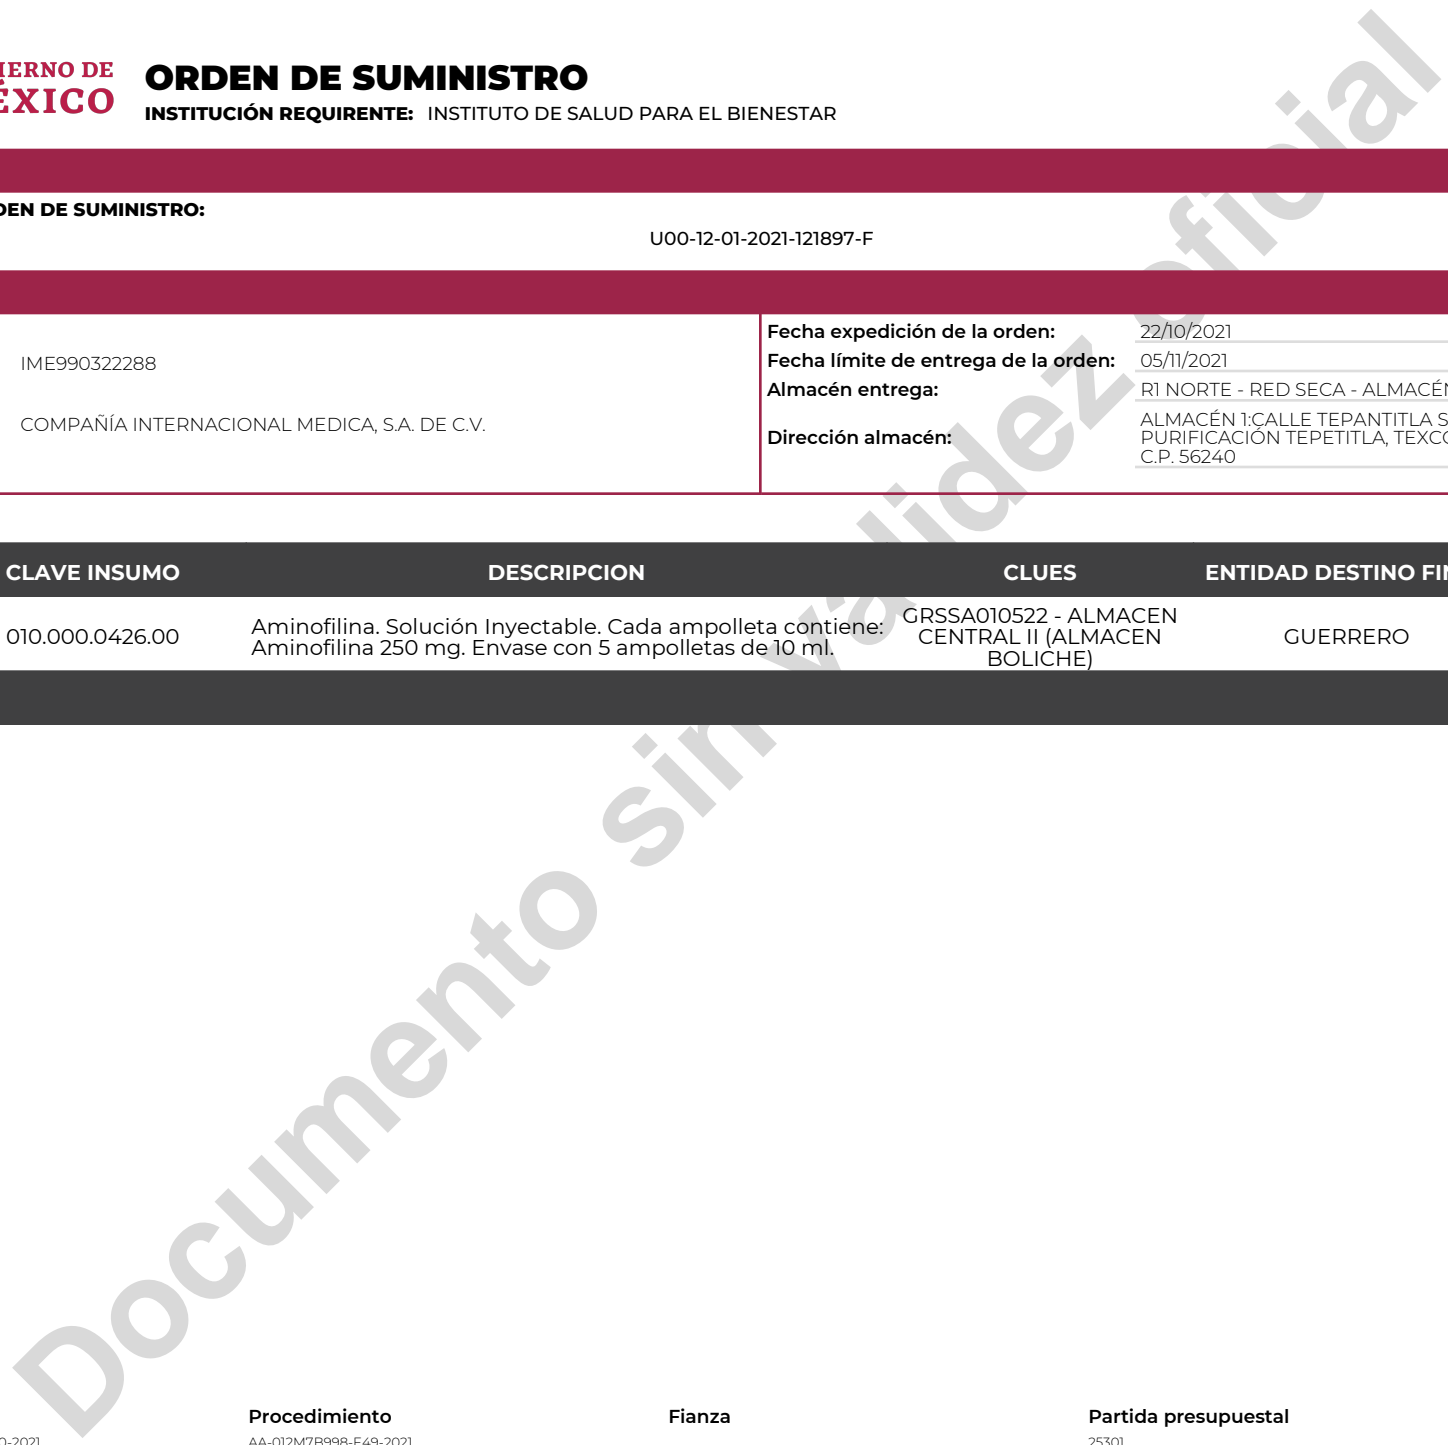 IERNO DE
ÉXICO
ORDEN DE SUMINISTRO
INSTITUCIÓN REQUIRENTE: INSTITUTO DE SALUD PARA EL BIENESTAR
DEN DE SUMINISTRO:
U00-12-01-2021-121897-F
IME990322288
COMPAÑÍA INTERNACIONAL MEDICA, S.A. DE C.V.
Fecha expedición de la orden: 22/10/2021
Fecha límite de entrega de la orden: 05/11/2021
Almacén entrega: R1 NORTE - RED SECA - ALMACÉN
Dirección almacén: ALMACÉN 1:CALLE TEPANTITLA S
PURIFICACIÓN TEPETITLA, TEXCO
C.P. 56240
CLAVE INSUMO DESCRIPCION CLUES ENTIDAD DESTINO FIN
010.000.0426.00
Aminofilina. Solución Inyectable. Cada ampolleta contiene:
Aminofilina 250 mg. Envase con 5 ampolletas de 10 ml.
GRSSA010522 - ALMACEN
CENTRAL II (ALMACEN
BOLICHE)
GUERRERO
Documento sin validez oficial
Procedimiento Fianza Partida presupuestal
0-2021 AA-012M7B998-E49-2021 25301